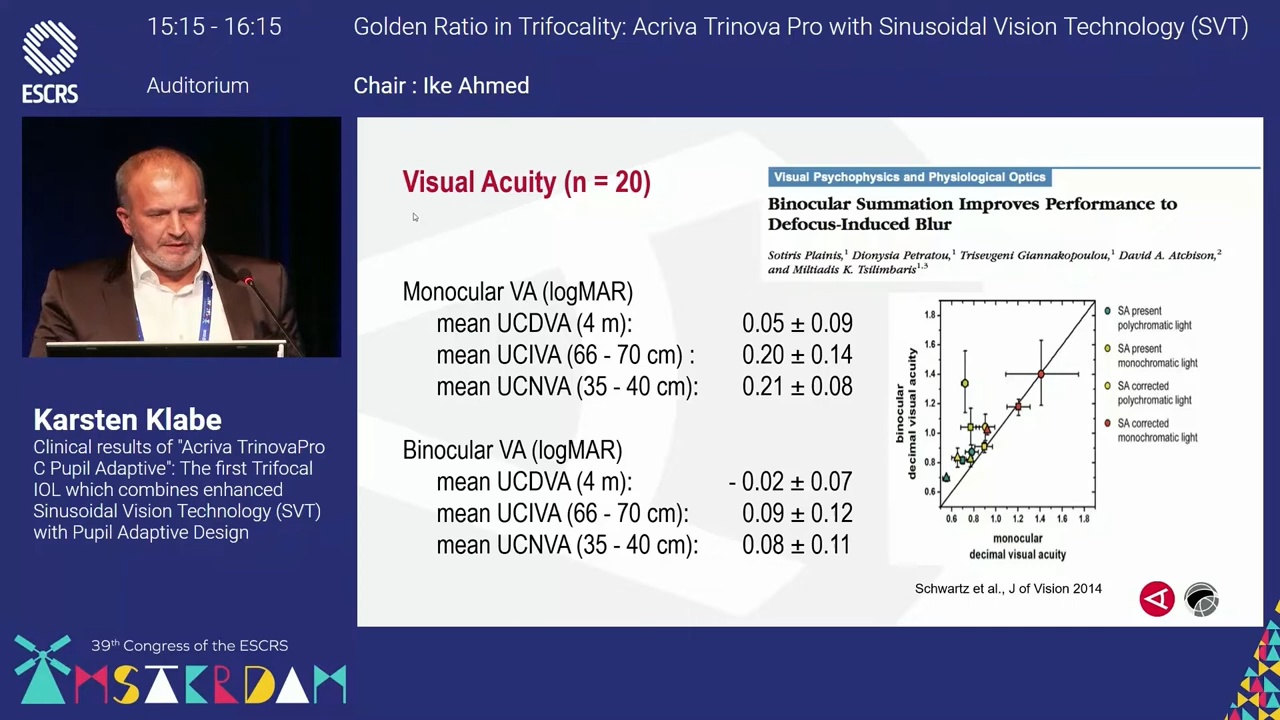 15:15 - 16:15
Golden Ratio in Trifocality: Acriva Trinova Pro with Sinusoidal Vision Technology (SVT)
ESCRS
Auditorium
Chair : Ike Ahmed
Karsten Klabe
Clinical results of "Acriva TrinovaPro
C Pupil Adaptive": The first Trifocal
IOL which combines enhanced
Sinusoidal Vision Technology (SVT)
with Pupil Adaptive Design
39th Congress of the ESCRS
AMSTERDAM
Visual Acuity (n = 20)
Monocular VA (logMAR)
mean UCDVA (4 m): 0.05 ± 0.09
mean UCIVA (66 - 70 cm) : 0.20 ± 0.14
mean UCNVA (35 - 40 cm): 0.21 ± 0.08
Binocular VA (logMAR)
mean UCDVA (4 m): - 0.02 ± 0.07
mean UCIVA (66 - 70 cm): 0.09 ± 0.12
mean UCNVA (35 - 40 cm): 0.08 ± 0.11
Visual Psychophysics and Physiological Optics
Binocular Summation Improves Performance to
Defocus-Induced Blur
Sotiris Plainis,1 Dionysia Petratou,1 Trisevgeni Giannakopoulou,1 David A. Atchison,2
and Miltiadis K. Tsilimbaris1,3
binocular
decimal visual acuity
1.8
1.6
1.4
1.2
1.0
0.8
0.6
0.6 0.8 1.0 1.2 1.4 1.6 1.8
monocular
decimal visual acuity
SA present
polychromatic light
SA present
monochromatic light
SA corrected
polychromatic light
SA corrected
monochromatic light
Schwartz et al., J of Vision 2014